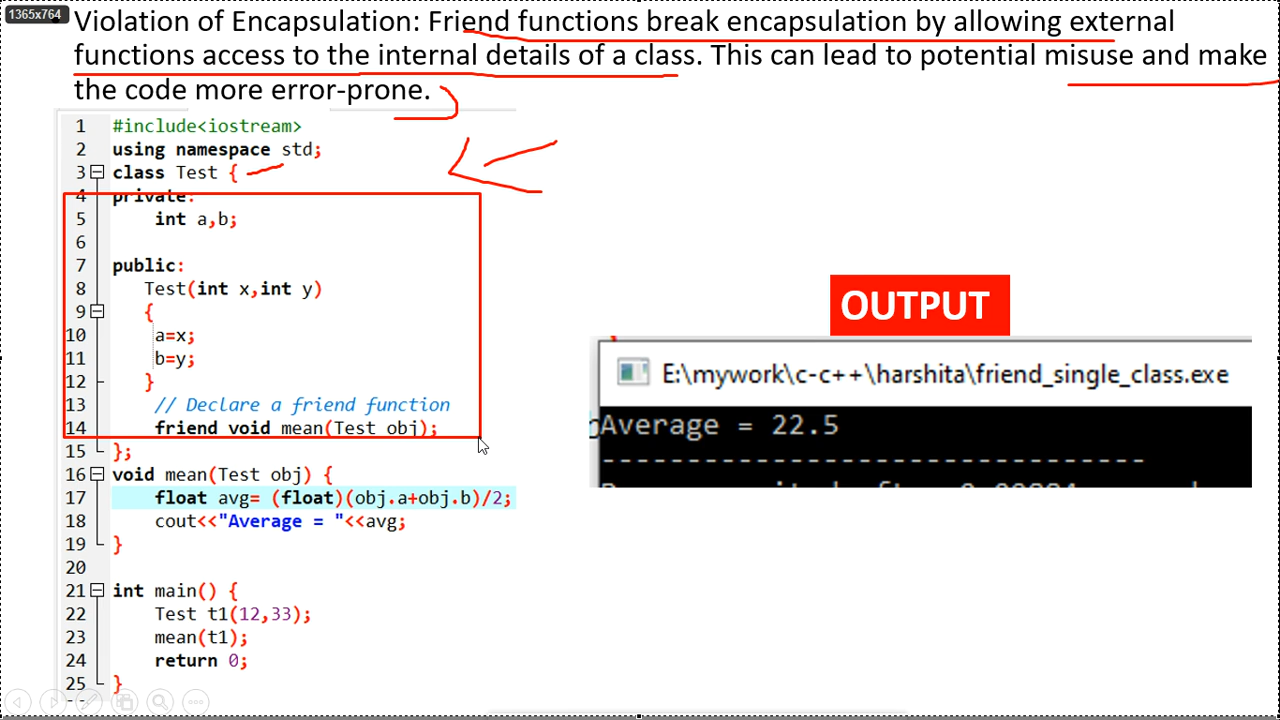 1365x764
Violation of Encapsulation: Friend functions break encapsulation by allowing external
functions access to the internal details of a class. This can lead to potential misuse and make
the code more error-prone.
1 #include<iostream>
2 using namespace std;
3 class Test {
4 private:
5 int a,b;
6
7 public:
8 Test(int x,int y)
9 {
10 a=x;
11 b=y;
12 }
13 // Declare a friend function
14 friend void mean(Test obj);
15 };
16 void mean(Test obj) {
17 float avg= (float)(obj.a+obj.b)/2;
18 cout<<"Average = "<<avg;
19 }
20
21 int main() {
22 Test t1(12,33);
23 mean(t1);
24 return 0;
25 }
OUTPUT
E:\mywork\c-c++\harshita\friend_single_class.exe
Average = 22.5
--------------------------------